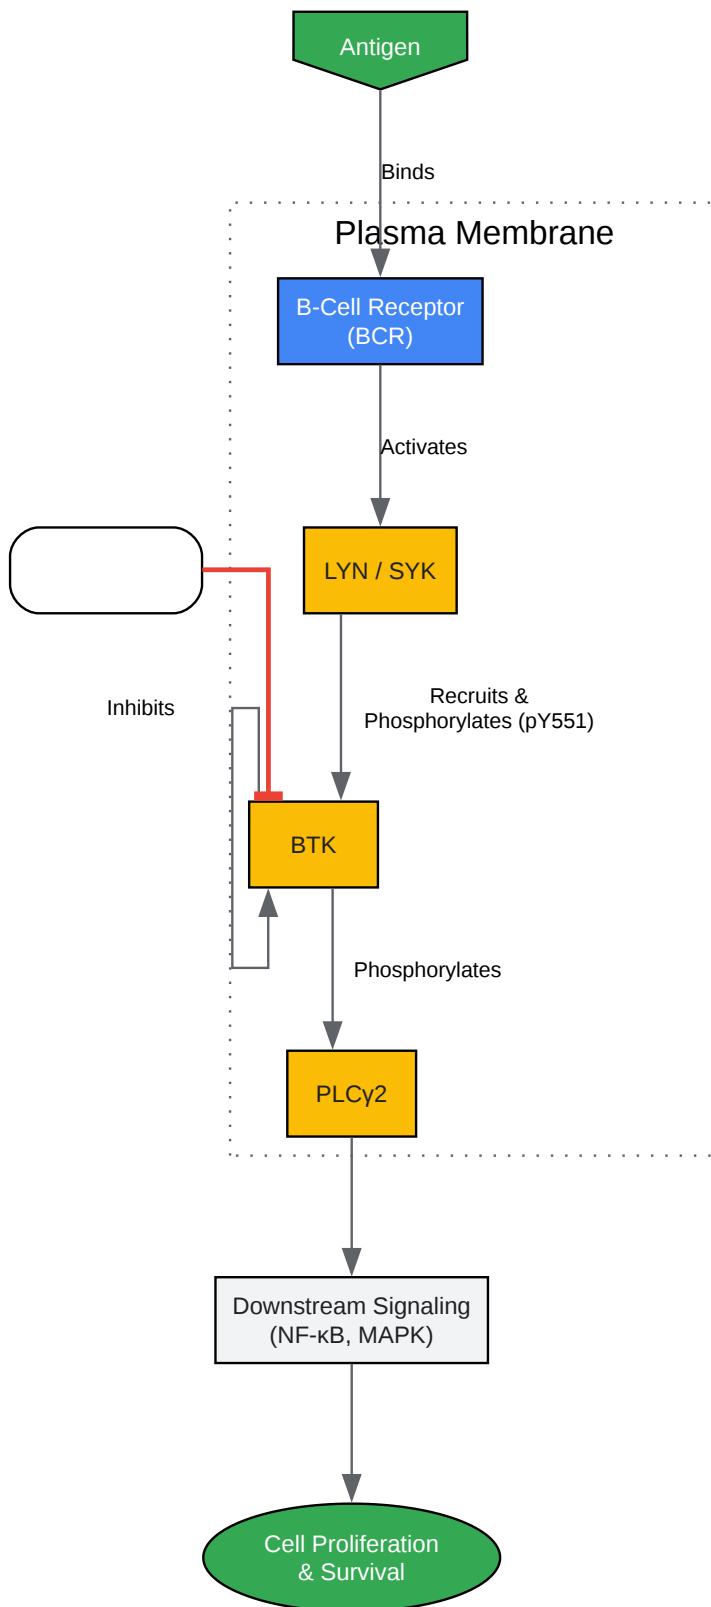 Antigen
Binds
Plasma Membrane
B-Cell Receptor
(BCR)
Activates
LYN / SYK
Recruits &
Phosphorylates (pY551)
Inhibits
BTK
Phosphorylates
PLCγ2
Downstream Signaling
(NF-κB, MAPK)
Cell Proliferation
& Survival